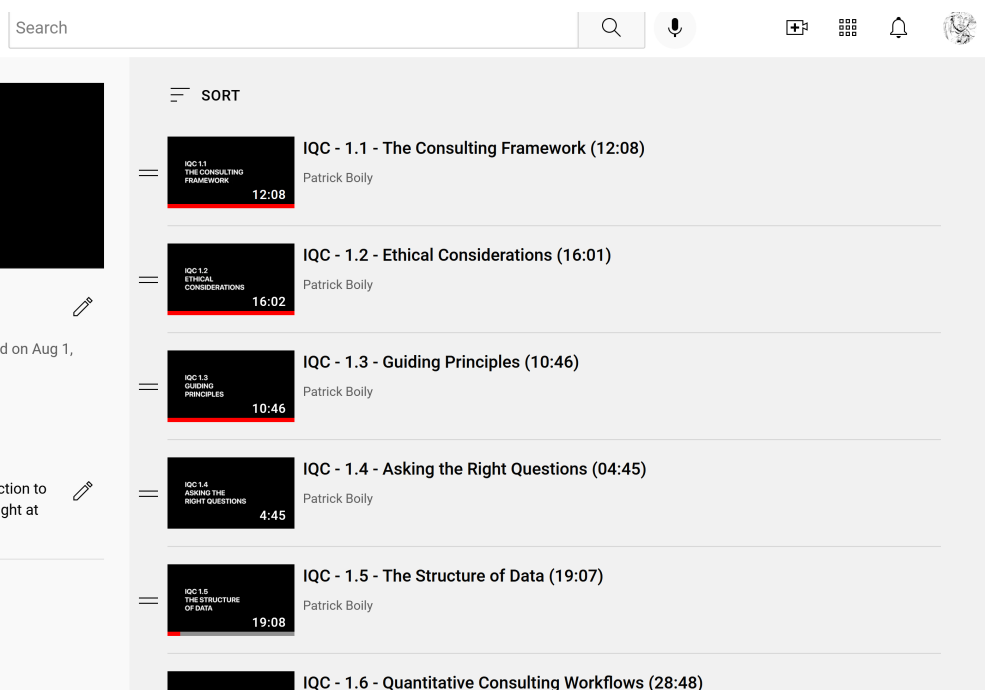 Search
SORT
IQC 1.1
THE CONSULTING
FRAMEWORK
12:08
IQC - 1.1 - The Consulting Framework (12:08)
Patrick Boily
IQC 1.2
ETHICAL
CONSIDERATIONS
16:02
IQC - 1.2 - Ethical Considerations (16:01)
Patrick Boily
d on Aug 1,
IQC 1.3
GUIDING
PRINCIPLES
10:46
IQC - 1.3 - Guiding Principles (10:46)
Patrick Boily
ction to
ght at
IQC 1.4
ASKING THE
RIGHT QUESTIONS
4:45
IQC - 1.4 - Asking the Right Questions (04:45)
Patrick Boily
IQC 1.5
THE STRUCTURE
OF DATA
19:08
IQC - 1.5 - The Structure of Data (19:07)
Patrick Boily
IQC - 1.6 - Quantitative Consulting Workflows (28:48)